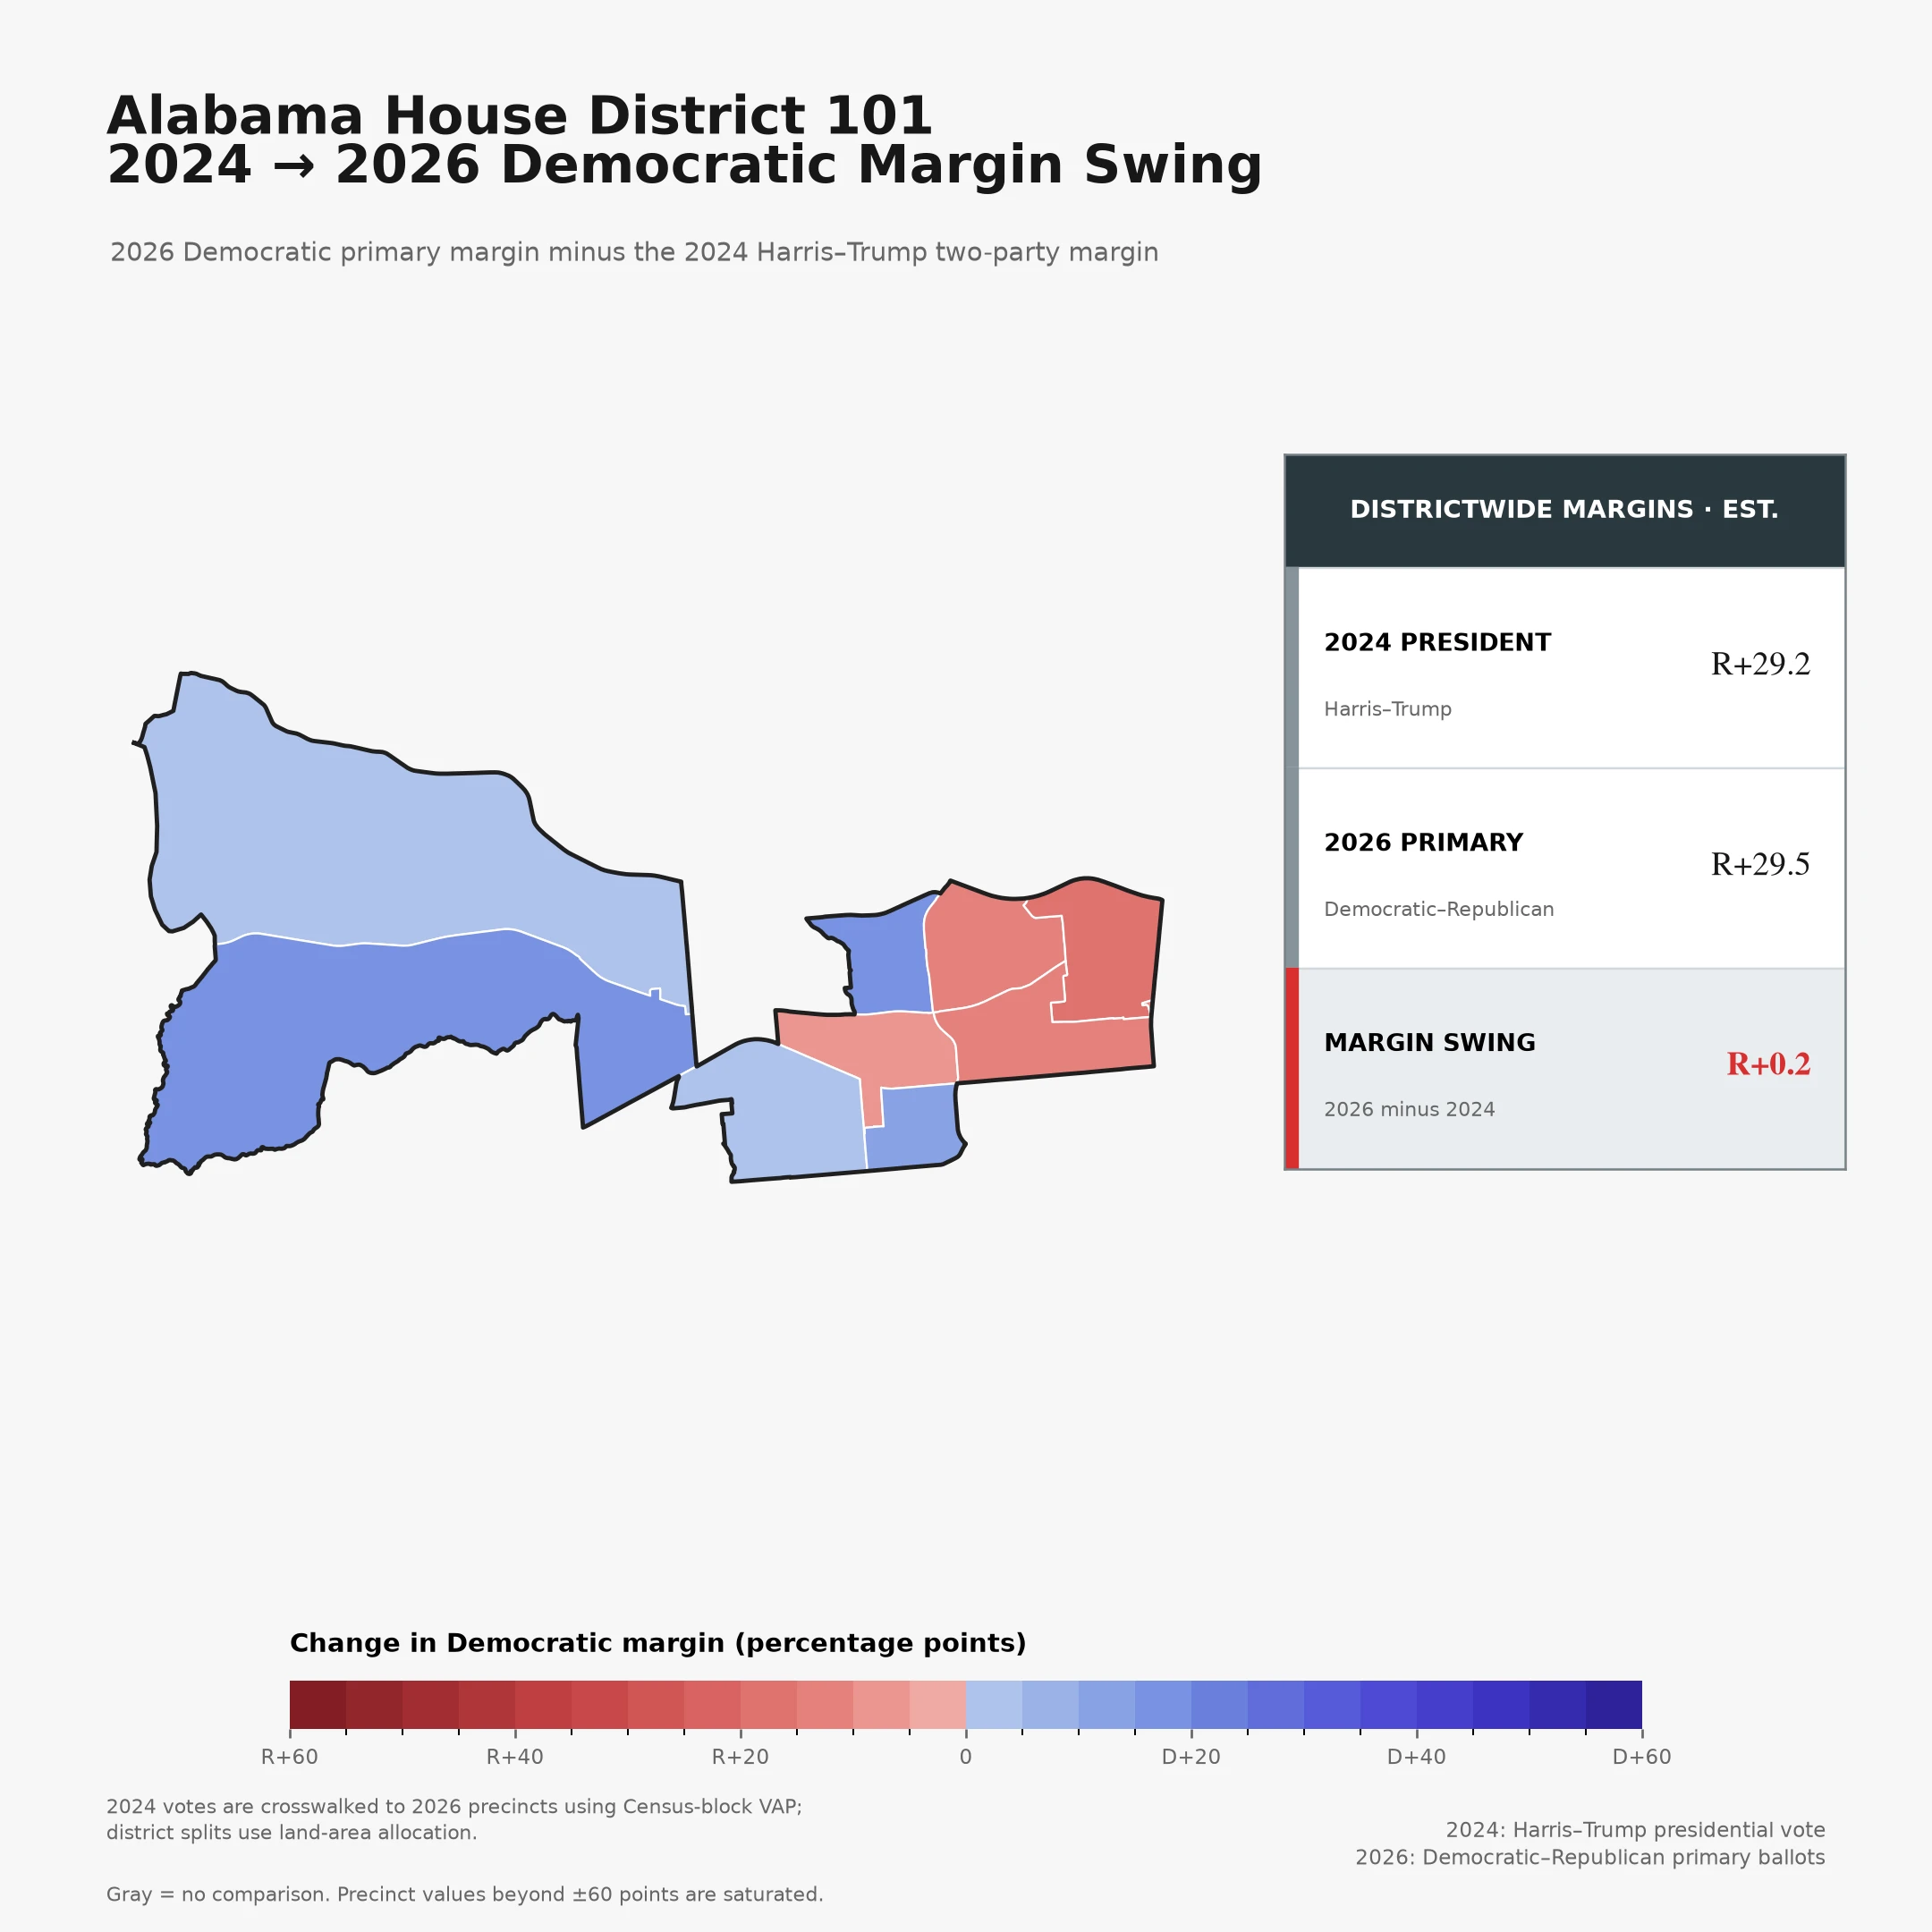 Alabama House District 101
2024 → 2026 Democratic Margin Swing
2026 Democratic primary margin minus the 2024 Harris–Trump two-party margin
DISTRICTWIDE MARGINS · EST.
2024 PRESIDENT
R+29.2
Harris–Trump
2026 PRIMARY
R+29.5
Democratic–Republican
MARGIN SWING
R+0.2
2026 minus 2024
Change in Democratic margin (percentage points)
R+60 R+40 R+20 0 D+20 D+40 D+60
2024 votes are crosswalked to 2026 precincts using Census-block VAP;
district splits use land-area allocation.
Gray = no comparison. Precinct values beyond ±60 points are saturated.
2024: Harris–Trump presidential vote
2026: Democratic–Republican primary ballots